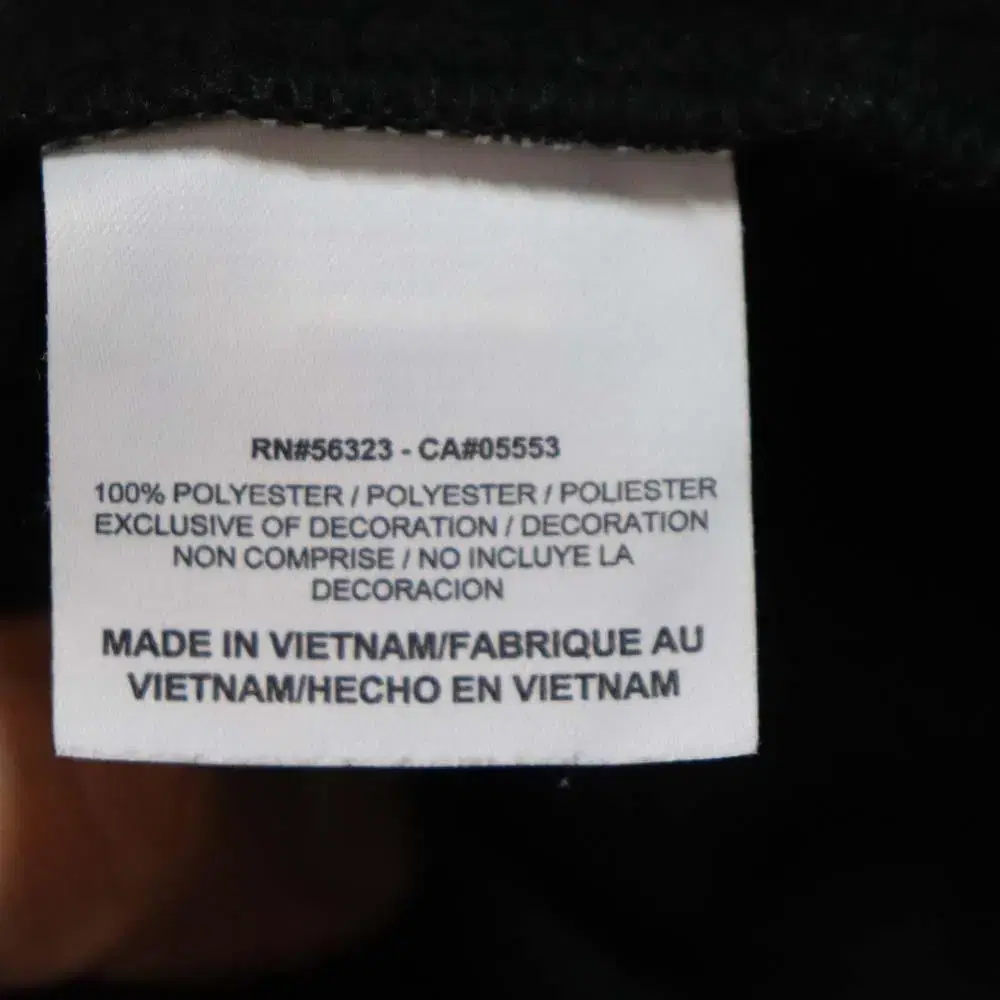 RN#56323 - CA#05553
100% POLYESTER / POLYESTER / POLIESTER
EXCLUSIVE OF DECORATION / DECORATION
NON COMPRISE / NO INCLUYE LA
DECORACION
MADE IN VIETNAM/FABRIQUE AU
VIETNAM/HECHO EN VIETNAM